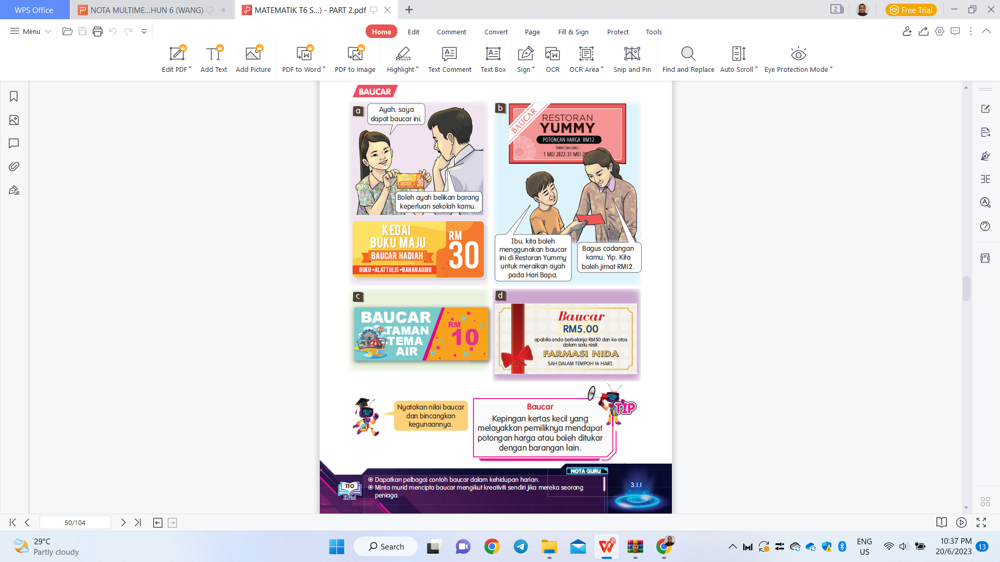 WPS Office
NOTA MULTIME...HUN 6 (WANG)
MATEMATIK T6 S...) - PART 2.pdf
2
Free Trial
Menu
Home
Edit
Comment
Convert
Page
Fill & Sign
Protect
Tools
Edit PDF
Add Text
Add Picture
PDF to Word
PDF to Image
Highlight
Text Comment
Text Box
Sign
OCR
OCR Area
Snip and Pin
Find and Replace
Auto Scroll
Eye Protection Mode
BAUCAR
a
Ayah, saya
dapat baucar ini.
Boleh ayah belikan barang
keperluan sekolah kamu.
KEDAI
BUKU MAJU
BAUCAR HADIAH
BUKU •ALAT TULIS •BAHAN AUDIO
RM
30
b
BAUCAR
RESTORAN
YUMMY
POTONGAN HARGA RM12
TARIKH SAH LAKU :
1 MEI 2022-31 MEI 20
Ibu, kita boleh
menggunakan baucar
ini di Restoran Yummy
untuk meraikan ayah
pada Hari Bapa.
Bagus cadangan
kamu, Yip. Kita
boleh jimat RM12.
c
BAUCAR
TAMAN
TEMA
AIR
RM
10
d
Baucar
RM5.00
apabila anda berbelanja RM50 dan ke atas
dalam satu resit.
FARMASI NIDA
SAH DALAM TEMPOH 14 HARI.
Nyatakan nilai baucar
dan bincangkan
kegunaannya.
TIP
Baucar
Kepingan kertas kecil yang
melayakkan pemiliknya mendapat
potongan harga atau boleh ditukar
dengan barangan lain.
NOTA GURU
110
KPM
Dapatkan pelbagai contoh baucar dalam kehidupan harian.
Minta murid mencipta baucar mengikut kreativiti sendiri jika mereka seorang
peniaga.
3.1.1
50/104
29°C
Partly cloudy
Search
ENG
US
10:37 PM
20/6/2023
13